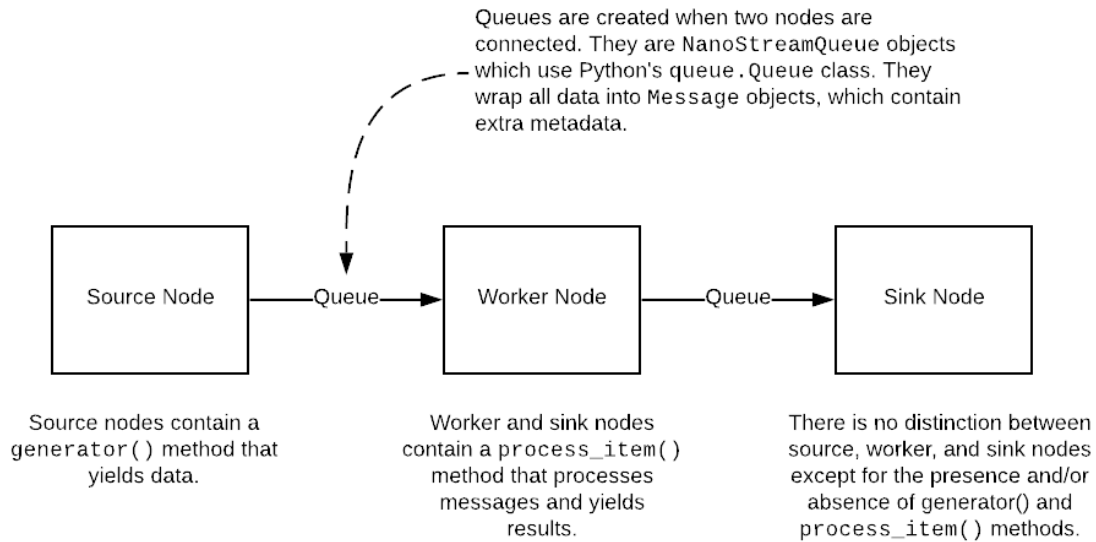 Queues are created when two nodes are
connected. They are NanoStreamQueue objects
which use Python's queue.Queue class. They
wrap all data into Message objects, which contain
extra metadata.
Source Node
Queue
Worker Node
Queue
Sink Node
Source nodes contain a
generator() method that
yields data.
Worker and sink nodes
contain a process_item()
method that processes
messages and yields
results.
There is no distinction between
source, worker, and sink nodes
except for the presence and/or
absence of generator() and
process_item() methods.